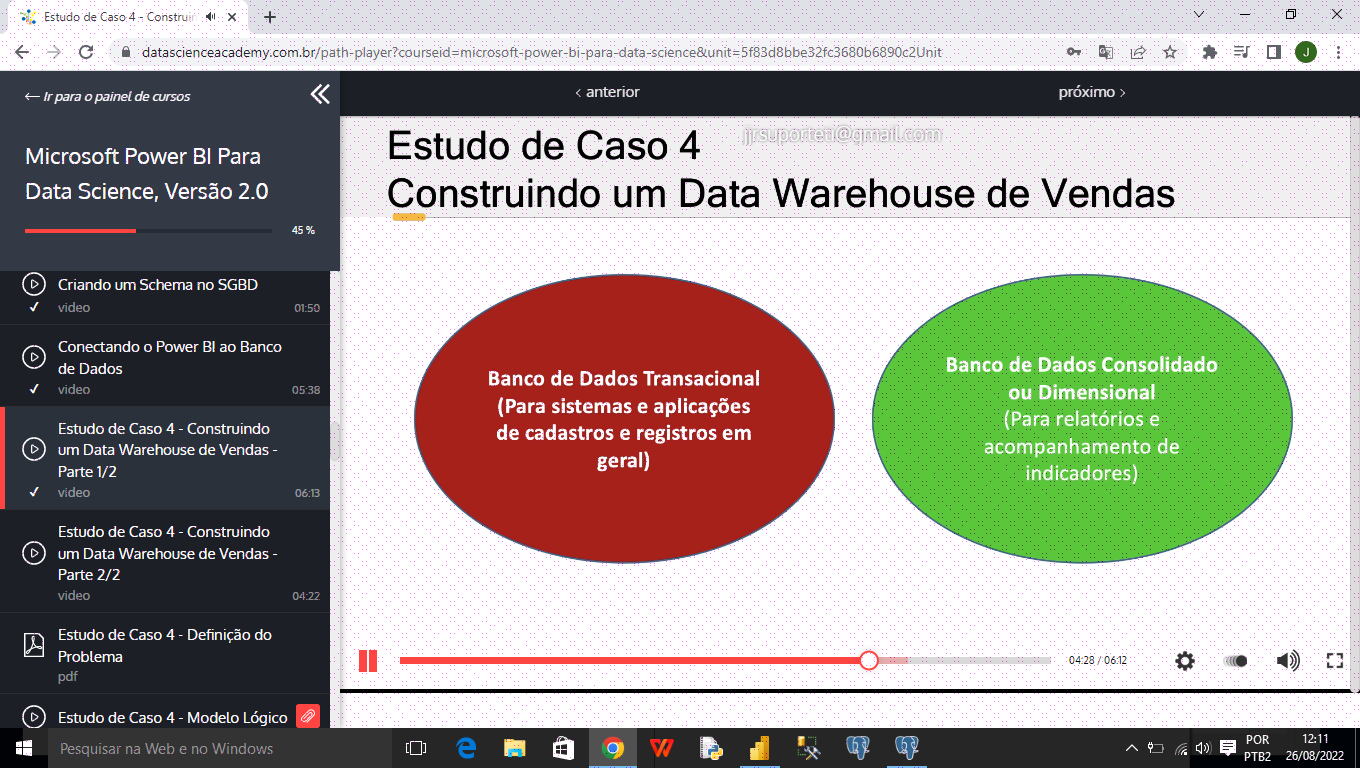 Estudo de Caso 4 - Construin
datascienceacademy.com.br/path-player?courseid=microsoft-power-bi-para-data-science&unit=5f83d8bbe32fc3680b6890c2Unit
J
← Ir para o painel de cursos
Microsoft Power BI Para
Data Science, Versão 2.0
45 %
Criando um Schema no SGBD
video 01:50
Conectando o Power BI ao Banco
de Dados
video 05:38
Estudo de Caso 4 - Construindo
um Data Warehouse de Vendas -
Parte 1/2
video 06:13
Estudo de Caso 4 - Construindo
um Data Warehouse de Vendas -
Parte 2/2
video 04:22
Estudo de Caso 4 - Definição do
Problema
pdf
Estudo de Caso 4 - Modelo Lógico
‹ anterior
próximo ›
jjrsuporteri@gmail.com
Estudo de Caso 4
Construindo um Data Warehouse de Vendas
Banco de Dados Transacional
(Para sistemas e aplicações
de cadastros e registros em
geral)
Banco de Dados Consolidado
ou Dimensional
(Para relatórios e
acompanhamento de
indicadores)
04:28 / 06:12
Pesquisar na Web e no Windows
POR
PTB2
12:11
26/08/2022